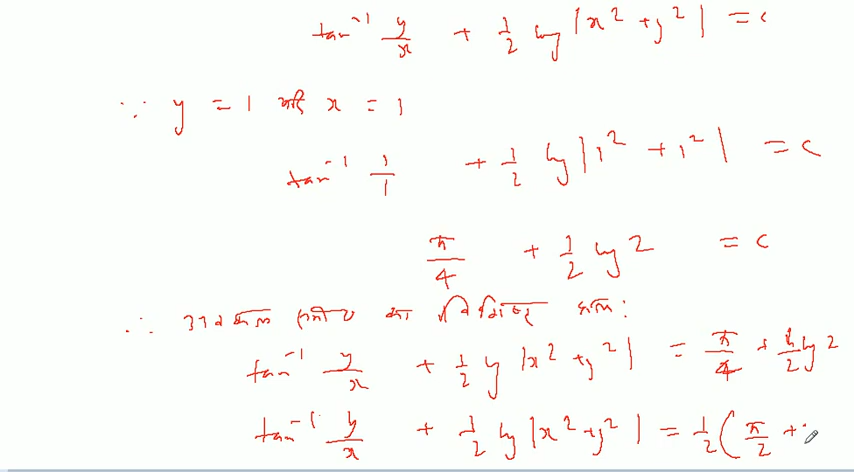 tan⁻¹ y/x + 1/2 log|x² + y²| = c
∵ y = 1 यदि x = 1
tan⁻¹ 1/1 + 1/2 log|1² + 1²| = c
π/4 + 1/2 log 2 = c
∴ अवकल समी० का विशिष्ट हल:
tan⁻¹ y/x + 1/2 log|x² + y²| = π/4 + 1/2 log 2
tan⁻¹ y/x + 1/2 log|x² + y²| = 1/2 (π/2 +